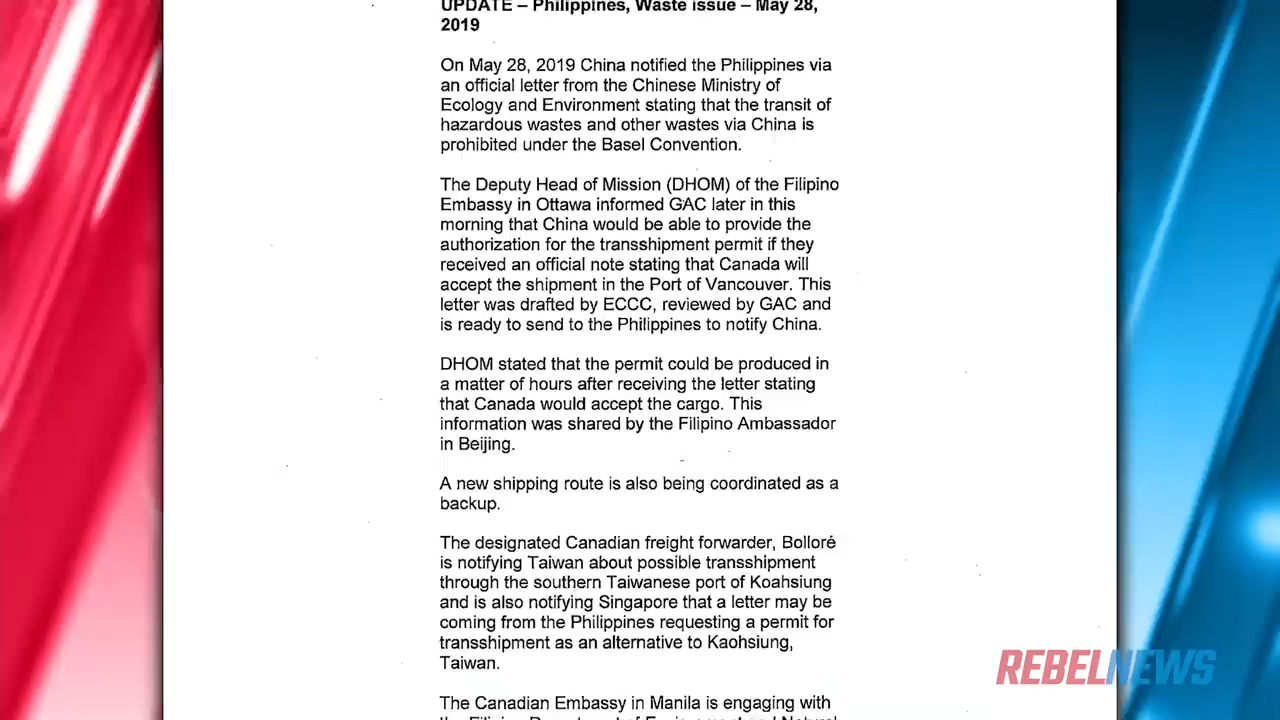 UPDATE – Philippines, Waste issue – May 28,
2019
On May 28, 2019 China notified the Philippines via
an official letter from the Chinese Ministry of
Ecology and Environment stating that the transit of
hazardous wastes and other wastes via China is
prohibited under the Basel Convention.
The Deputy Head of Mission (DHOM) of the Filipino
Embassy in Ottawa informed GAC later in this
morning that China would be able to provide the
authorization for the transshipment permit if they
received an official note stating that Canada will
accept the shipment in the Port of Vancouver. This
letter was drafted by ECCC, reviewed by GAC and
is ready to send to the Philippines to notify China.
DHOM stated that the permit could be produced in
a matter of hours after receiving the letter stating
that Canada would accept the cargo. This
information was shared by the Filipino Ambassador
in Beijing.
A new shipping route is also being coordinated as a
backup.
The designated Canadian freight forwarder, Bolloré
is notifying Taiwan about possible transshipment
through the southern Taiwanese port of Koahsiung
and is also notifying Singapore that a letter may be
coming from the Philippines requesting a permit for
transshipment as an alternative to Kaohsiung,
Taiwan.
The Canadian Embassy in Manila is engaging with
REBELNEWS